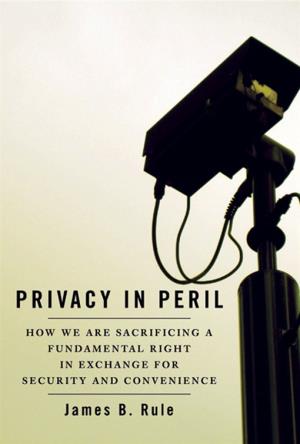 PRIVACY IN PERIL
HOW WE ARE SACRIFICING A
FUNDAMENTAL RIGHT
IN EXCHANGE FOR
SECURITY AND CONVENIENCE
James B. Rule